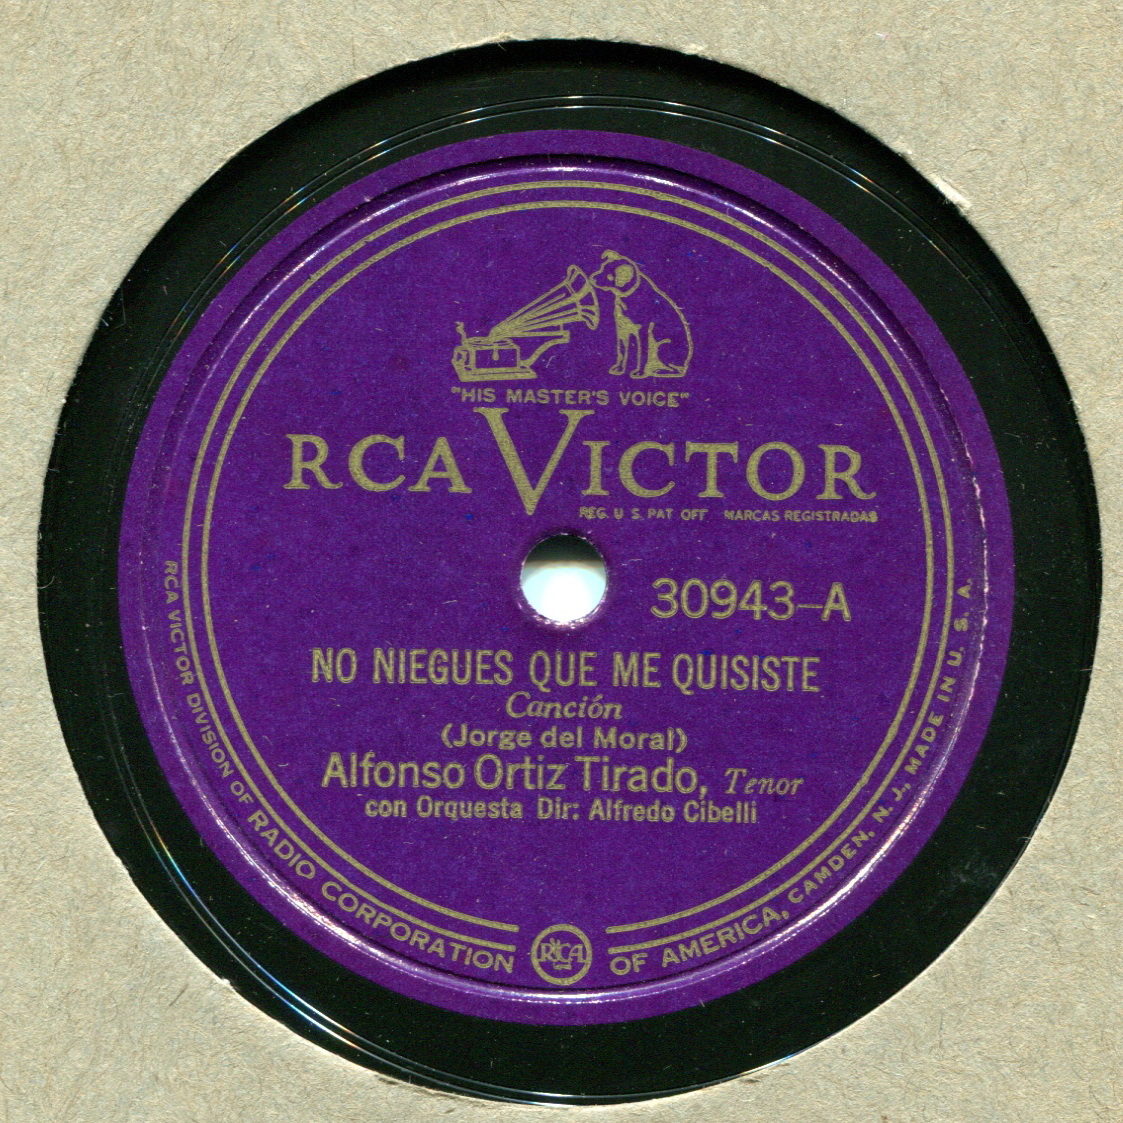 "HIS MASTER'S VOICE"
RCA VICTOR
REG. U. S. PAT. OFF. MARCAS REGISTRADAS
30943-A
NO NIEGUES QUE ME QUISISTE
Canción
(Jorge del Moral)
Alfonso Ortiz Tirado, Tenor
con Orquesta Dir: Alfredo Cibelli
RCA VICTOR DIVISION OF RADIO CORPORATION
RCA
OF AMERICA, CAMDEN, N. J., MADE IN U. S. A.